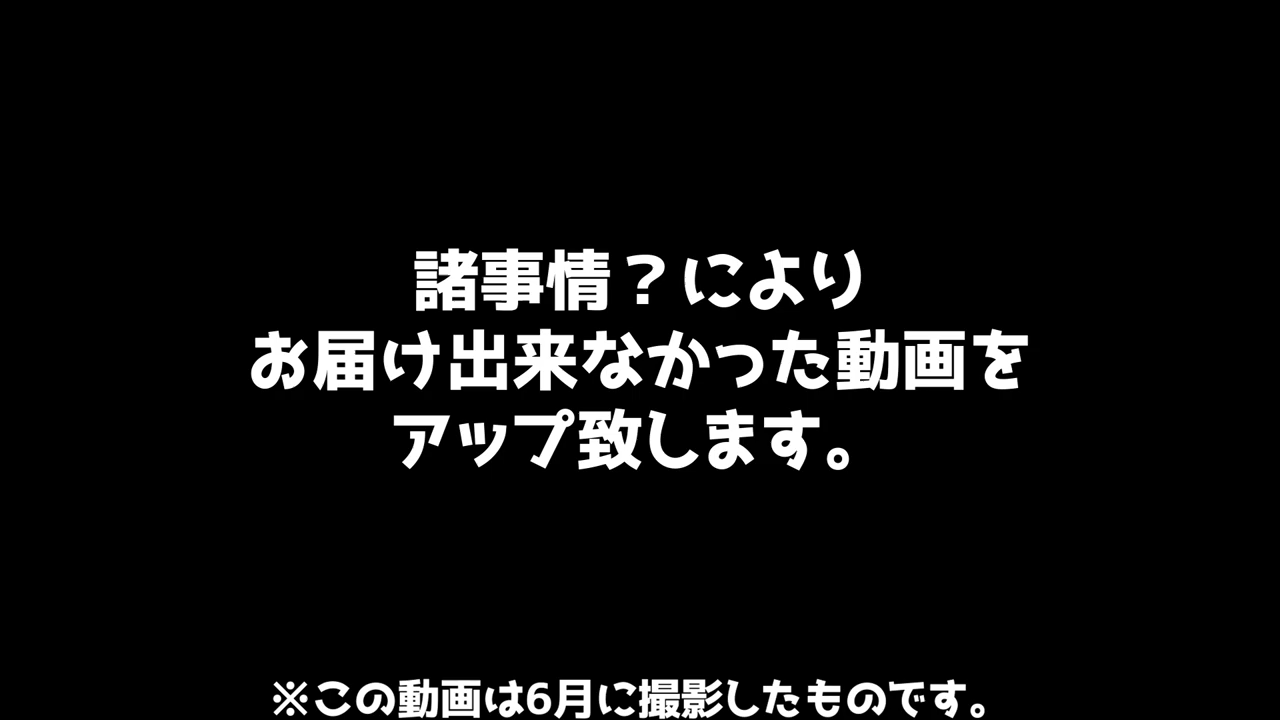 諸事情？により
お届け出来なかった動画を
アップ致します。
※この動画は6月に撮影したものです。